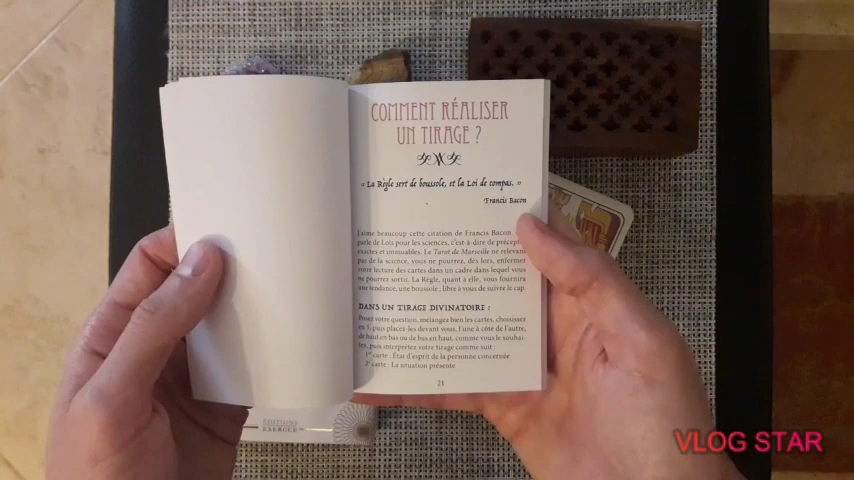 COMMENT RÉALISER
UN TIRAGE ?
« La Règle sert de boussole, et la Loi de compas. »
Francis Bacon
J'aime beaucoup cette citation de Francis Bacon.
parle de Lois pour les sciences, c'est-à-dire de
exactes et immuables. Le Tarot de Marseille ne relevant
pas de la science, vous ne pourrez, dès lors, enfermer
votre lecture des cartes dans un cadre dans lequel vous
ne pourrez sortir. La Règle, quant à elle, vous fournira
une tendance, une boussole : libre à vous de suivre le cap.
DANS UN TIRAGE DIVINATOIRE :
Posez votre question, mélangez bien les cartes, choisissez-
en 5, puis placez-les devant vous, l'une à côté de l'autre,
de haut en bas ou de bas en haut, comme vous le souhai-
tez, puis interprétez votre tirage comme suit :
1re carte : État d'esprit de la personne concernée
2e carte : La situation présente
21
ÉDITIONS
EXERGUE
VLOG STAR